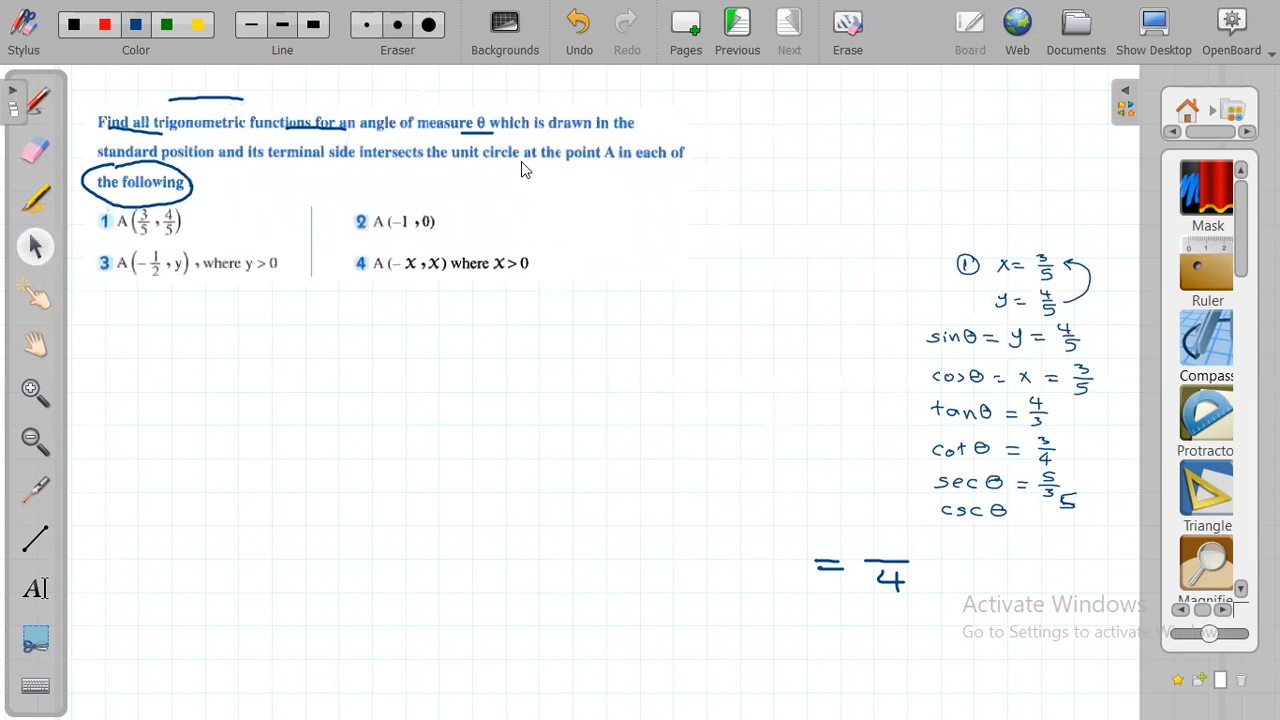 Stylus
Color
Line
Eraser
Backgrounds
Undo
Redo
Pages
Previous
Next
Erase
Board
Web
Documents
Show Desktop
OpenBoard
Find all trigonometric functions for an angle of measure θ which is drawn in the
standard position and its terminal side intersects the unit circle at the point A in each of
the following
1 A (3/5 , 4/5)
2 A (−1 , 0)
3 A (− 1/2 , y) , where y > 0
4 A (− x , x) where x > 0
① x = 3/5
y = 4/5
sinθ = y = 4/5
cosθ = x = 3/5
tanθ = 4/3
cotθ = 3/4
secθ = 5/3
5
cscθ
= — 4
Activate Windows
Go to Settings to activate Windows.
Mask
Ruler
Compass
Protracto
Triangle
Magnifie
AI